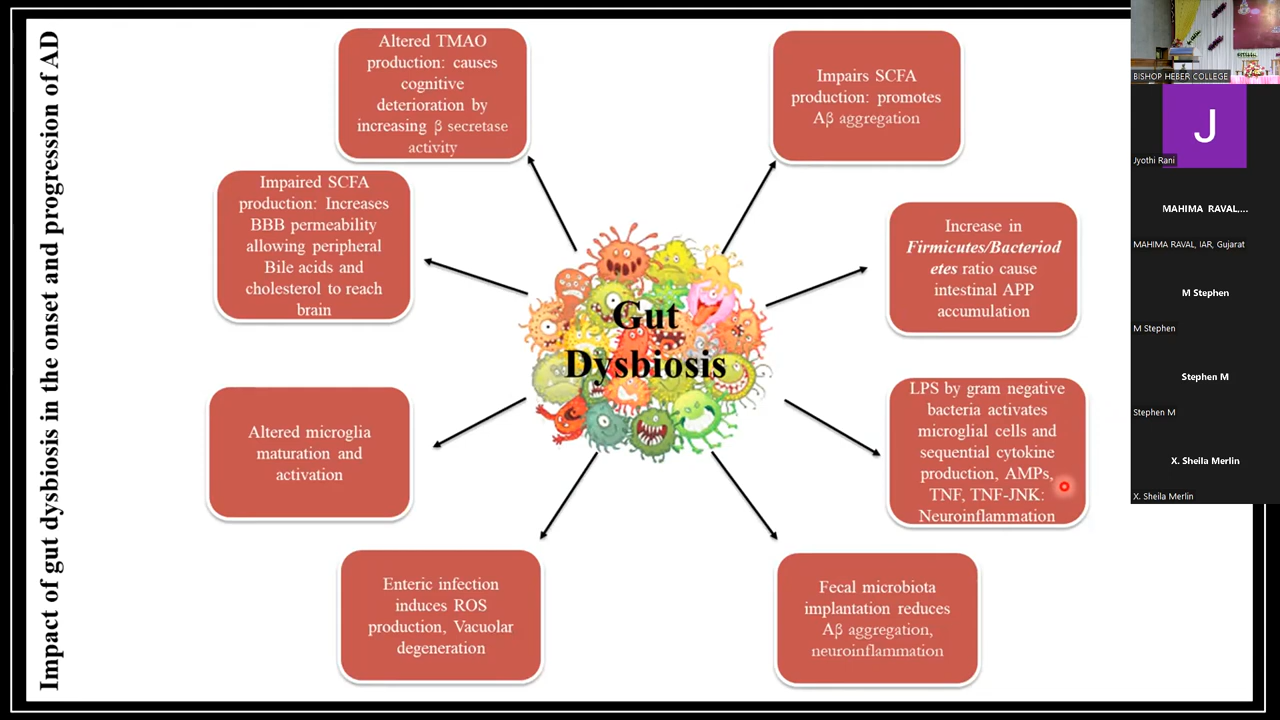 Impact of gut dysbiosis in the onset and progression of AD
Altered TMAO
production: causes
cognitive
deterioration by
increasing β secretase
activity
Impairs SCFA
production: promotes
Aβ aggregation
Impaired SCFA
production: Increases
BBB permeability
allowing peripheral
Bile acids and
cholesterol to reach
brain
Increase in
Firmicutes/Bacteriod
etes ratio cause
intestinal APP
accumulation
Gut
Dysbiosis
Altered microglia
maturation and
activation
LPS by gram negative
bacteria activates
microglial cells and
sequential cytokine
production, AMPs,
TNF, TNF-JNK:
Neuroinflammation
Enteric infection
induces ROS
production, Vacuolar
degeneration
Fecal microbiota
implantation reduces
Aβ aggregation,
neuroinflammation
BISHOP HEBER COLLEGE
J
Jyothi Rani
MAHIMA RAVAL,...
MAHIMA RAVAL, IAR, Gujarat
M Stephen
M Stephen
Stephen M
Stephen M
X. Sheila Merlin
X. Sheila Merlin